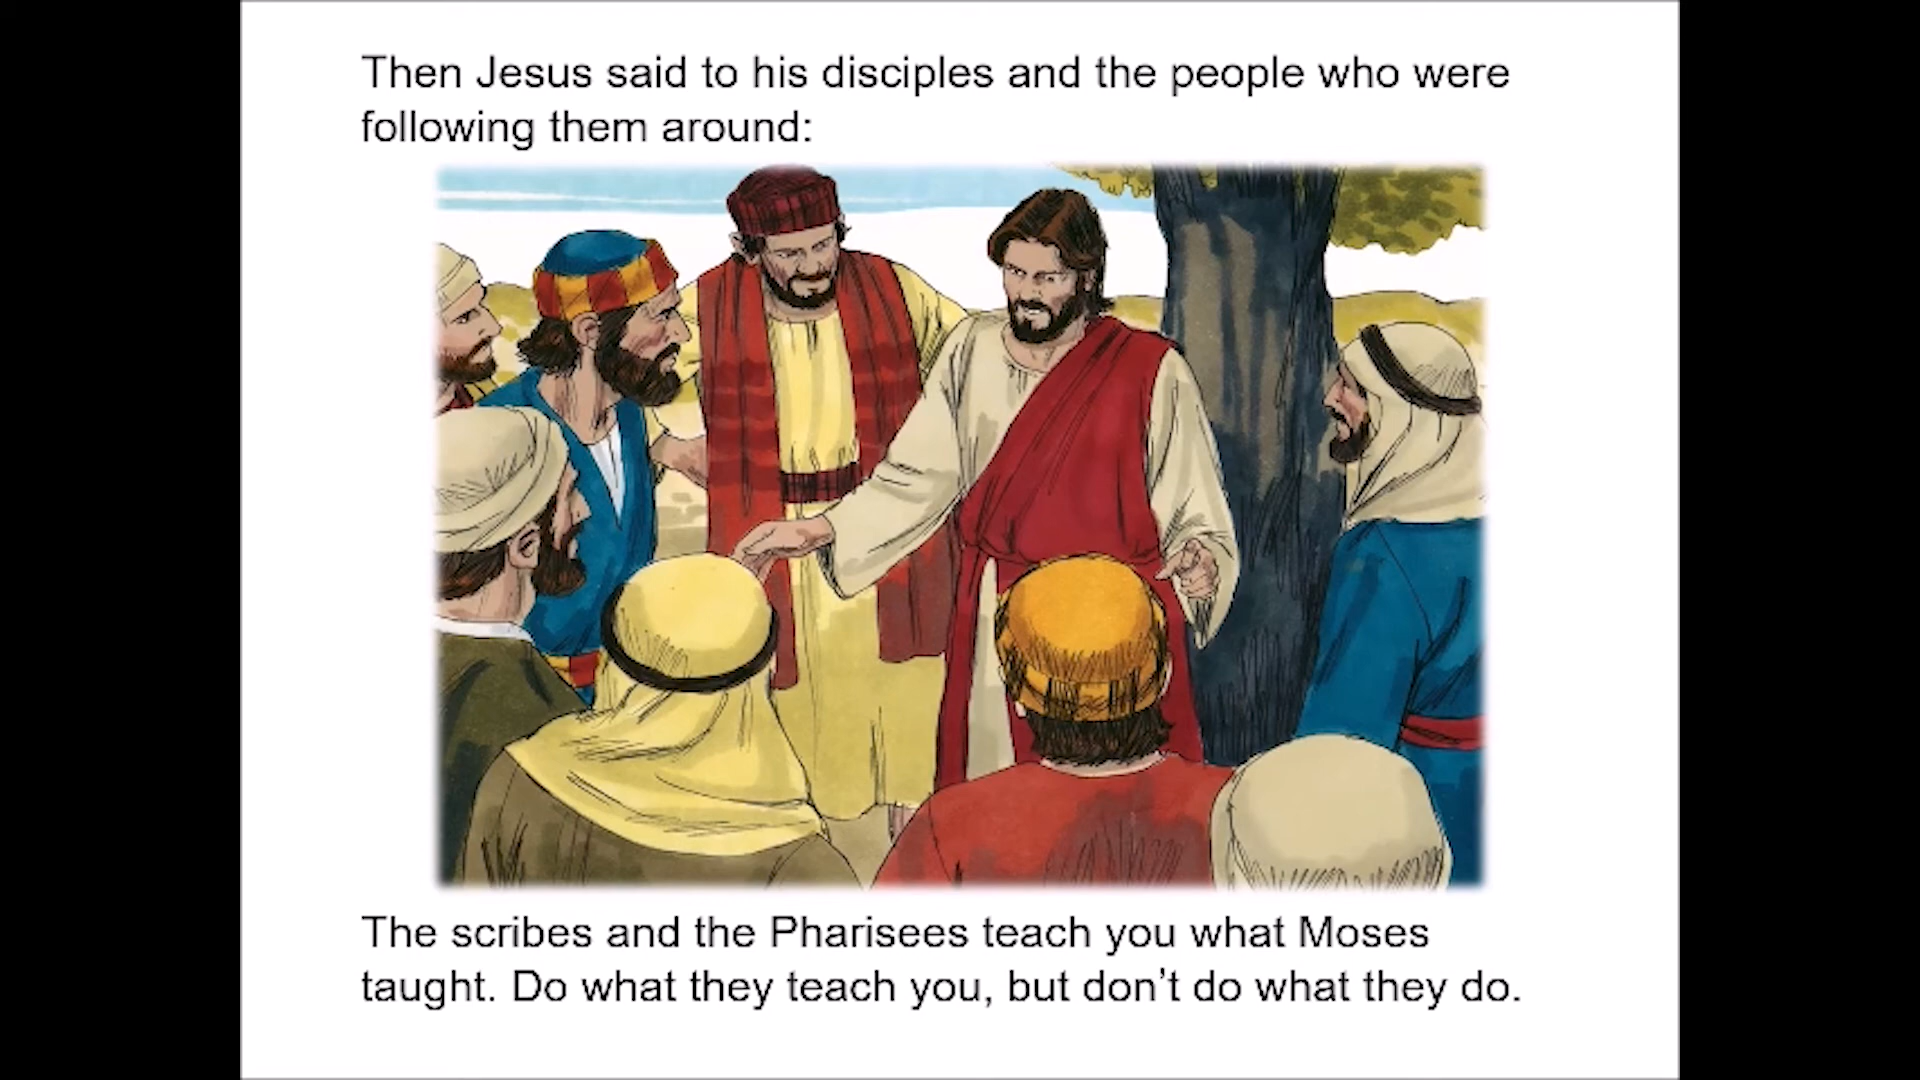 Then Jesus said to his disciples and the people who were
following them around:
The scribes and the Pharisees teach you what Moses
taught. Do what they teach you, but don’t do what they do.